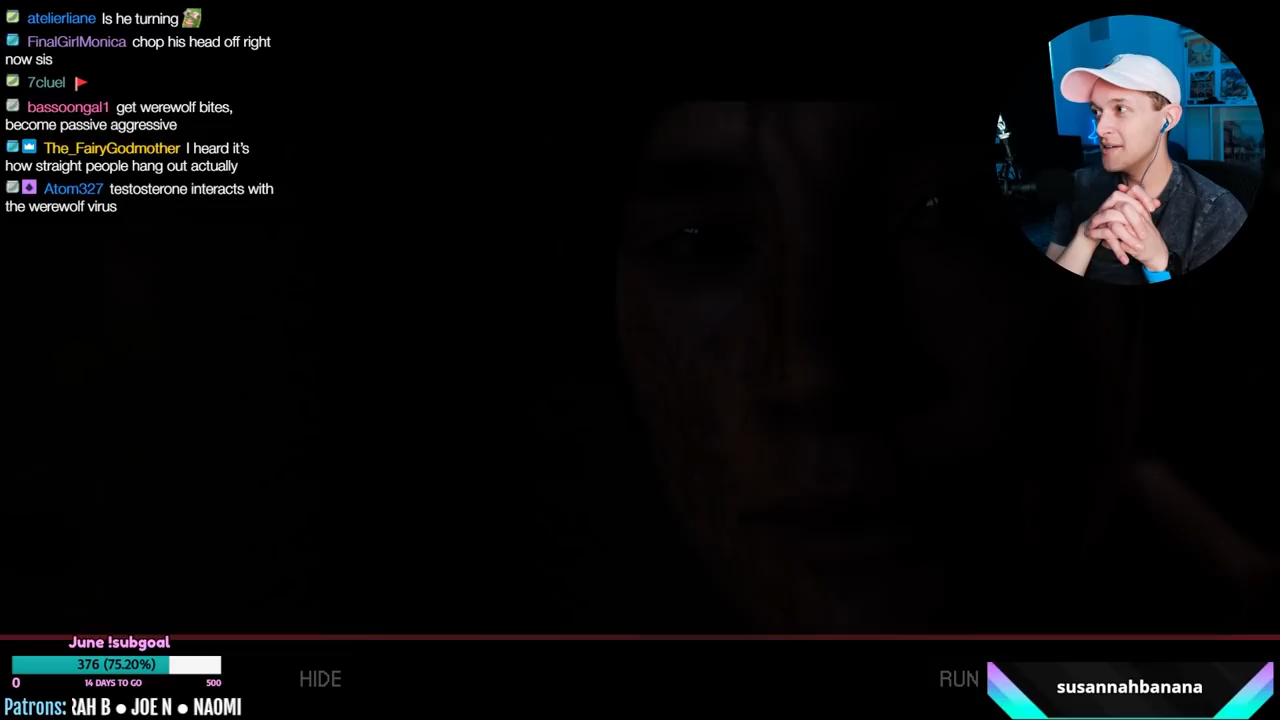 atelierliane Is he turning
FinalGirlMonica chop his head off right
now sis
7cluel
bassoongal1 get werewolf bites,
become passive aggressive
The_FairyGodmother I heard it's
how straight people hang out actually
Atom327 testosterone interacts with
the werewolf virus
June !subgoal
376 (75.20%)
0 14 DAYS TO GO 500
Patrons: RAH B ● JOE N ● NAOMI
HIDE
RUN
susannahbanana